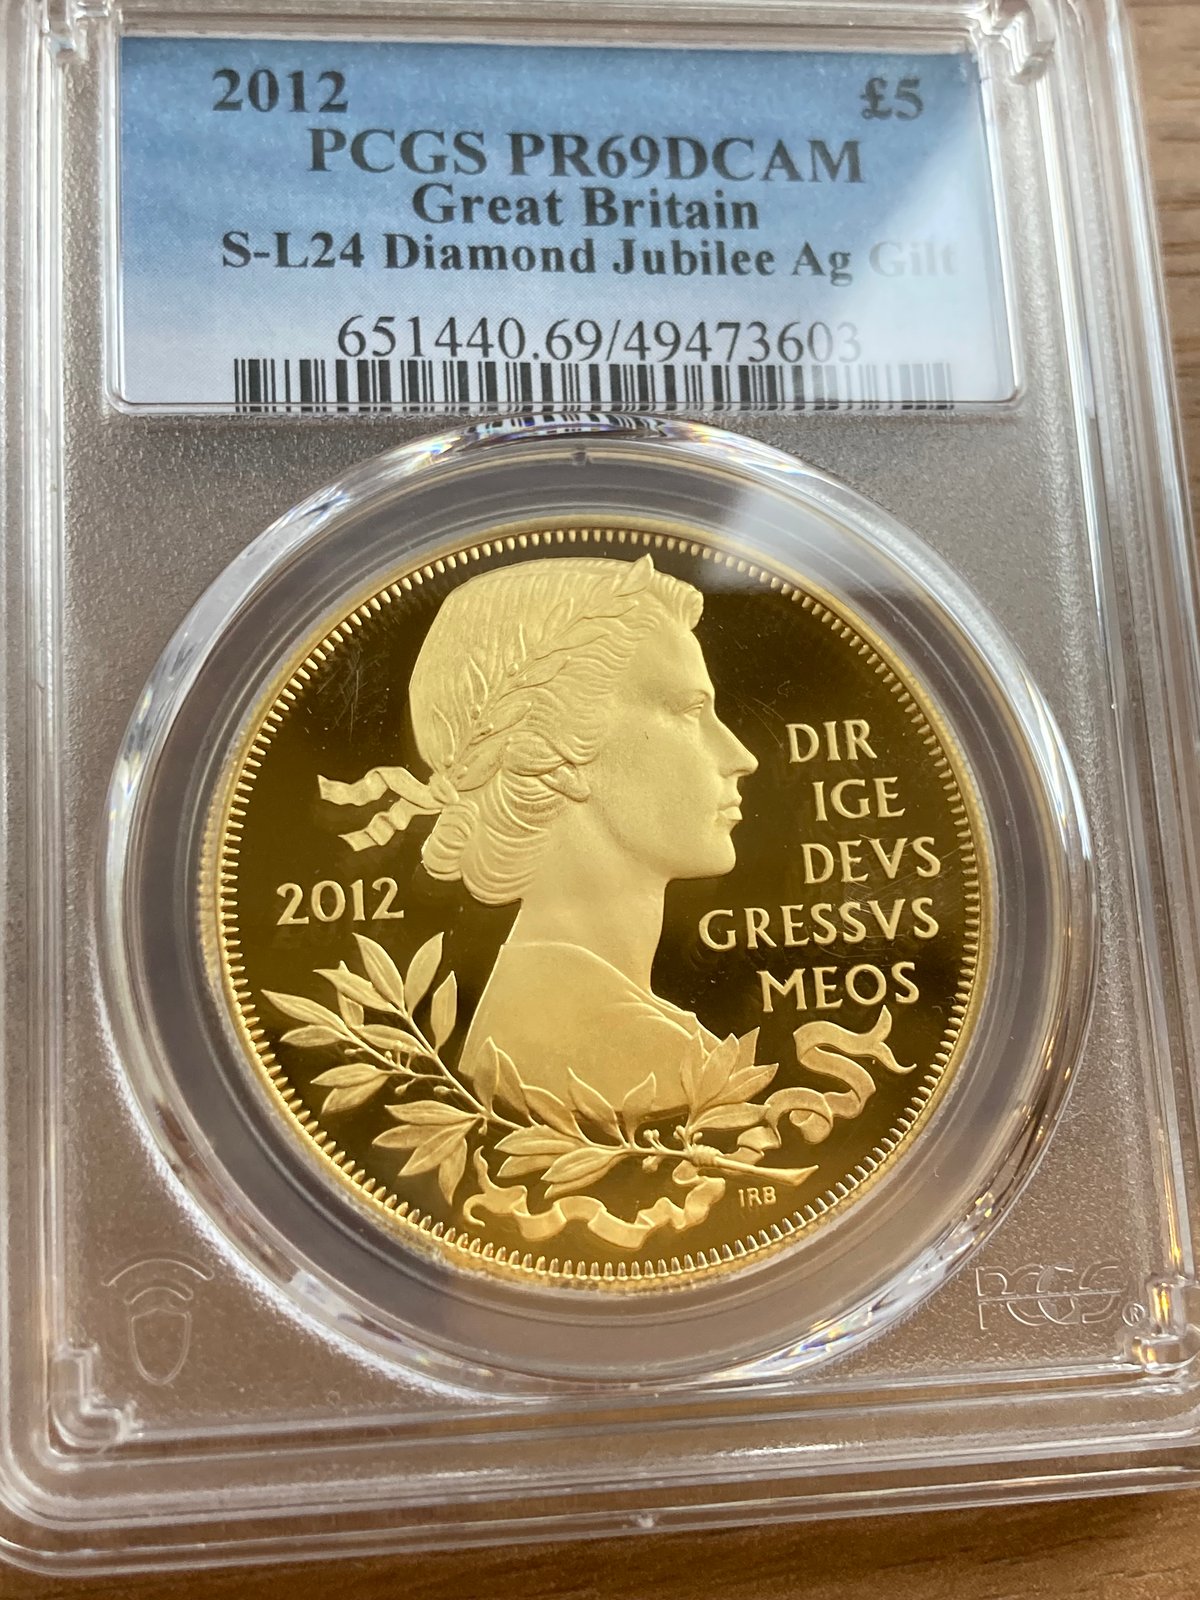 2012 £5
PCGS PR69DCAM
Great Britain
S-L24 Diamond Jubilee Ag Gilt
651440.69/49473603
DIR
IGE
DEVS
GRESSVS
MEOS
2012
IRB
PCGS®